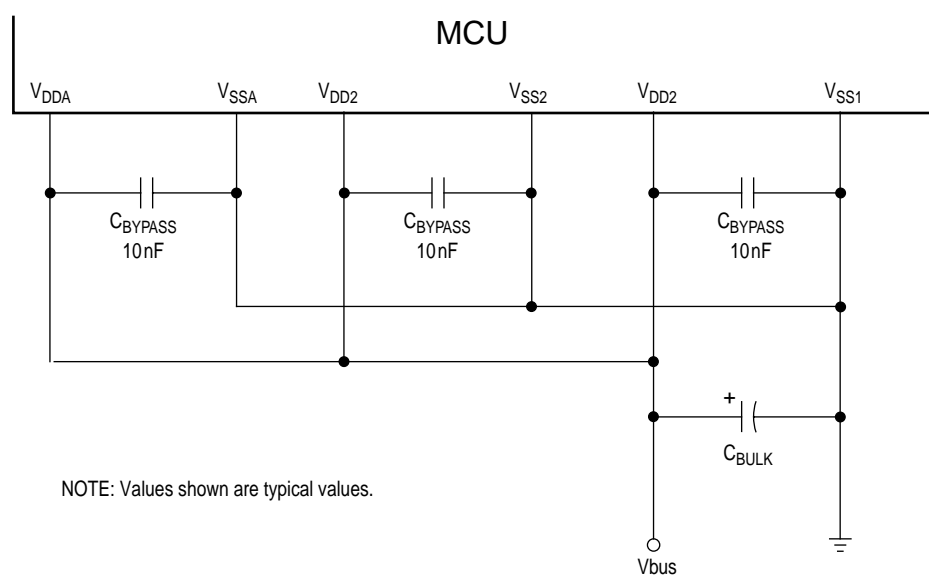 MCU
VDDA VSSA VDD2 VSS2 VDD2 VSS1
CBYPASS CBYPASS CBYPASS
10nF 10nF 10nF
+
CBULK
NOTE: Values shown are typical values.
Vbus